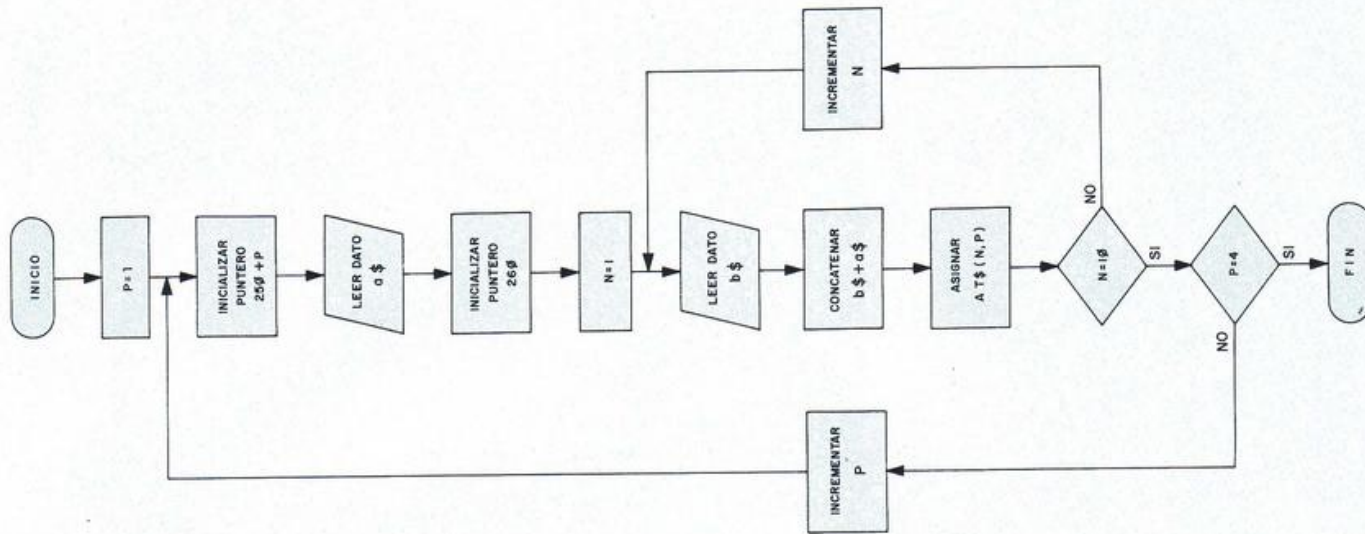 INICIO
P=1
INICIALIZAR
PUNTERO
25Ø+P
LEER DATO
a$
INICIALIZAR
PUNTERO
26Ø
N=1
LEER DATO
b$
CONCATENAR
b$+a$
ASIGNAR
A T$(N,P)
N=1Ø
NO
SI
INCREMENTAR
N
P=4
NO
SI
INCREMENTAR
P
FIN